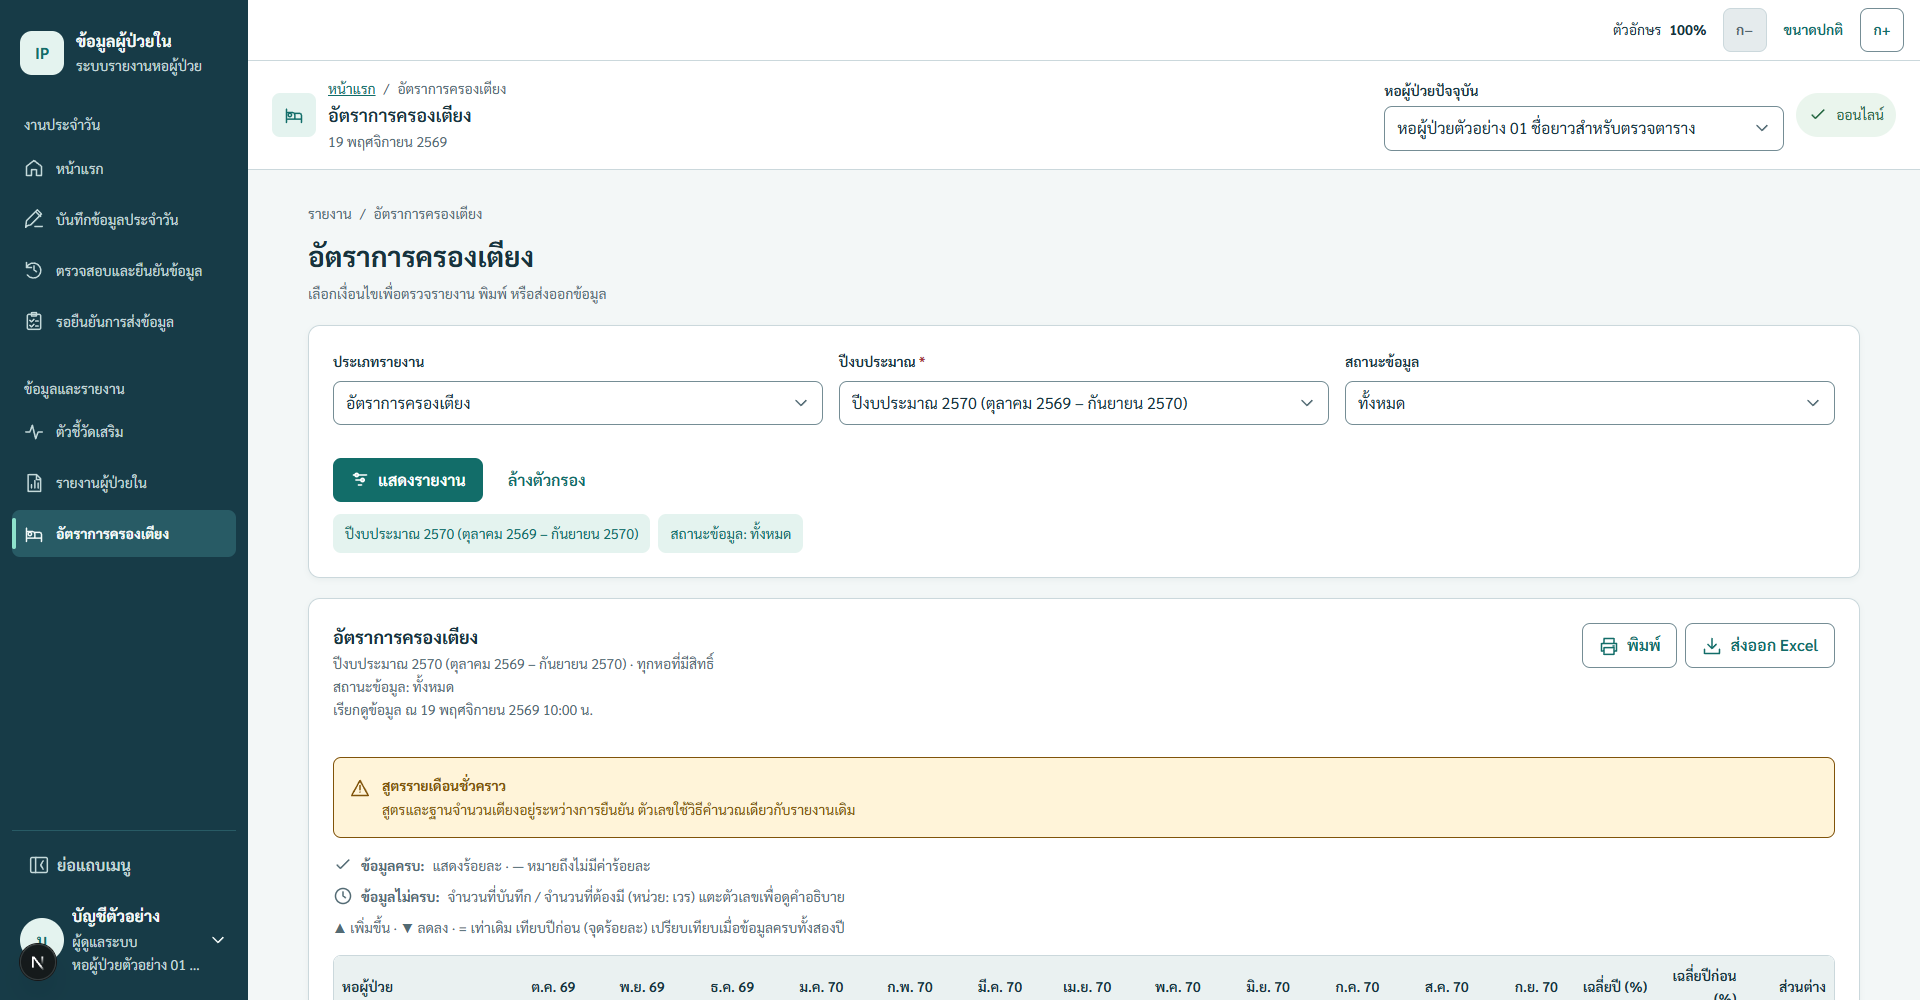 IP
ข้อมูลผู้ป่วยใน
ระบบรายงานหอผู้ป่วย
งานประจำวัน
หน้าแรก
บันทึกข้อมูลประจำวัน
ตรวจสอบและยืนยันข้อมูล
รอยืนยันการส่งข้อมูล
ข้อมูลและรายงาน
ตัวชี้วัดเสริม
รายงานผู้ป่วยใน
อัตราการครองเตียง
ย่อแถบเมนู
บัญชีตัวอย่าง
ผู้ดูแลระบบ
หอผู้ป่วยตัวอย่าง 01 ...
N
ตัวอักษร 100%
ก−
ขนาดปกติ
ก+
หน้าแรก / อัตราการครองเตียง
อัตราการครองเตียง
19 พฤศจิกายน 2569
หอผู้ป่วยปัจจุบัน
หอผู้ป่วยตัวอย่าง 01 ชื่อยาวสำหรับตรวจตาราง
ออนไลน์
รายงาน / อัตราการครองเตียง
อัตราการครองเตียง
เลือกเงื่อนไขเพื่อตรวจรายงาน พิมพ์ หรือส่งออกข้อมูล
ประเภทรายงาน
อัตราการครองเตียง
ปีงบประมาณ *
ปีงบประมาณ 2570 (ตุลาคม 2569 – กันยายน 2570)
สถานะข้อมูล
ทั้งหมด
แสดงรายงาน
ล้างตัวกรอง
ปีงบประมาณ 2570 (ตุลาคม 2569 – กันยายน 2570)
สถานะข้อมูล: ทั้งหมด
อัตราการครองเตียง
ปีงบประมาณ 2570 (ตุลาคม 2569 – กันยายน 2570) · ทุกหอที่มีสิทธิ์
สถานะข้อมูล: ทั้งหมด
เรียกดูข้อมูล ณ 19 พฤศจิกายน 2569 10:00 น.
พิมพ์
ส่งออก Excel
สูตรรายเดือนชั่วคราว
สูตรและฐานจำนวนเตียงอยู่ระหว่างการยืนยัน ตัวเลขใช้วิธีคำนวณเดียวกับรายงานเดิม
ข้อมูลครบ: แสดงร้อยละ · — หมายถึงไม่มีค่าร้อยละ
ข้อมูลไม่ครบ: จำนวนที่บันทึก / จำนวนที่ต้องมี (หน่วย: เวร) แตะตัวเลขเพื่อดูคำอธิบาย
▲ เพิ่มขึ้น · ▼ ลดลง · = เท่าเดิม เทียบปีก่อน (จุดร้อยละ) เปรียบเทียบเมื่อข้อมูลครบทั้งสองปี
หอผู้ป่วย ต.ค. 69 พ.ย. 69 ธ.ค. 69 ม.ค. 70 ก.พ. 70 มี.ค. 70 เม.ย. 70 พ.ค. 70 มิ.ย. 70 ก.ค. 70 ส.ค. 70 ก.ย. 70 เฉลี่ยปี (%) เฉลี่ยปีก่อน (%) ส่วนต่าง